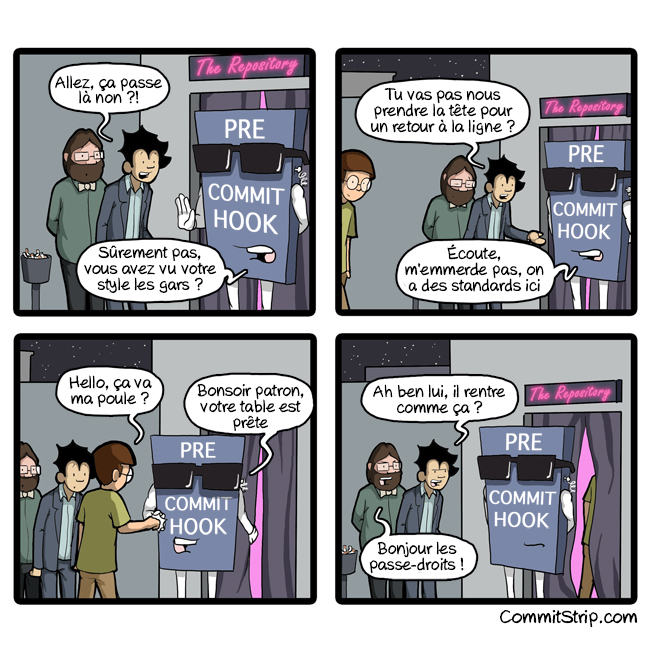 The Repository
Allez, ça passe
là non ?!
PRE
COMMIT
HOOK
Sûrement pas,
vous avez vu votre
style les gars ?
Tu vas pas nous
prendre la tête pour
un retour à la ligne ?
The Repository
PRE
COMMIT
HOOK
Écoute,
m'emmerde pas, on
a des standards ici
Hello, ça va
ma poule ?
Bonsoir patron,
votre table est
prête
PRE
COMMIT
HOOK
Ah ben lui, il rentre
comme ça ?
The Repository
PRE
COMMIT
HOOK
Bonjour les
passe-droits !
CommitStrip.com